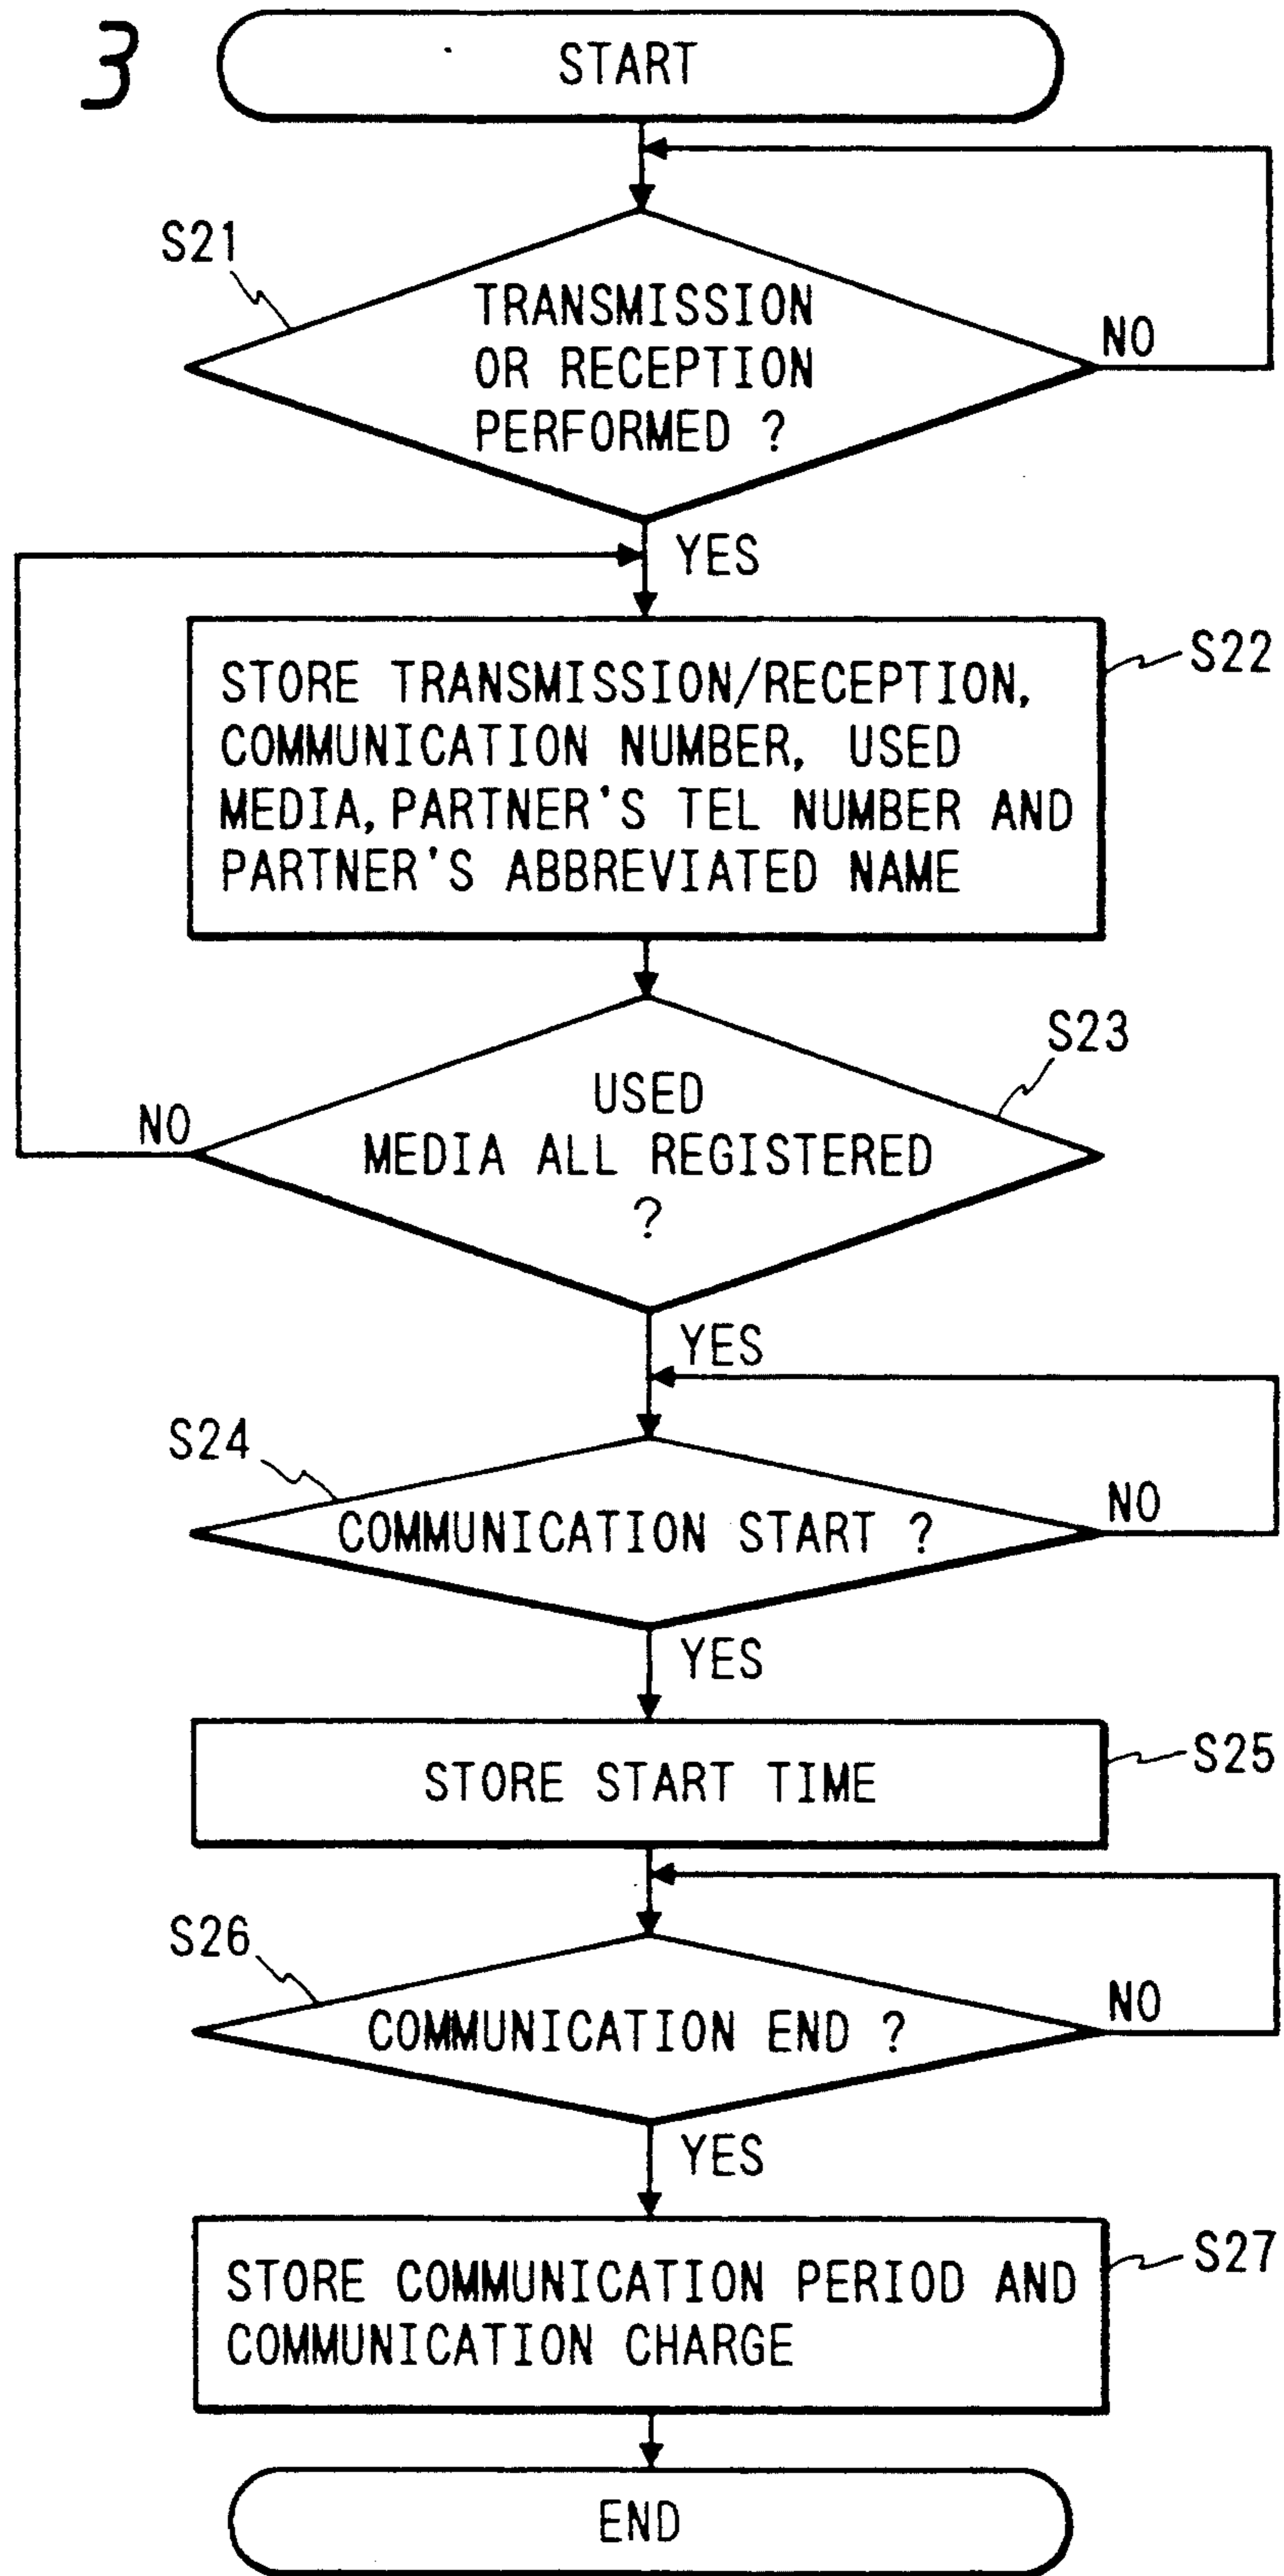 3
START
S21
TRANSMISSION
OR RECEPTION
PERFORMED ?
NO
YES
S22
STORE TRANSMISSION/RECEPTION,
COMMUNICATION NUMBER, USED
MEDIA, PARTNER'S TEL NUMBER AND
PARTNER'S ABBREVIATED NAME
S23
USED
MEDIA ALL REGISTERED
?
NO
YES
S24
COMMUNICATION START ?
NO
YES
STORE START TIME
S25
S26
COMMUNICATION END ?
NO
YES
S27
STORE COMMUNICATION PERIOD AND
COMMUNICATION CHARGE
END